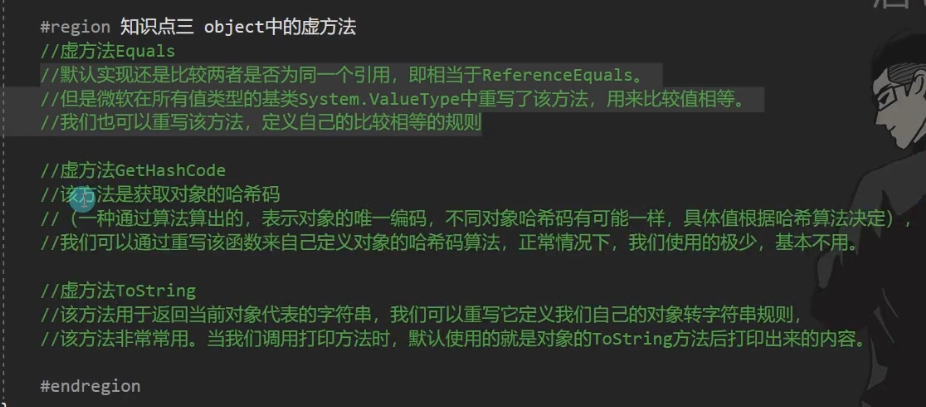 #region 知识点三 object中的虚方法
//虚方法Equals
//默认实现还是比较两者是否为同一个引用，即相当于ReferenceEquals。
//但是微软在所有值类型的基类System.ValueType中重写了该方法，用来比较值相等。
//我们也可以重写该方法，定义自己的比较相等的规则
//虚方法GetHashCode
//该方法是获取对象的哈希码
//（一种通过算法算出的，表示对象的唯一编码，不同对象哈希码有可能一样，具体值根据哈希算法决定），
//我们可以通过重写该函数来自己定义对象的哈希码算法，正常情况下，我们使用的极少，基本不用。
//虚方法ToString
//该方法用于返回当前对象代表的字符串，我们可以重写它定义我们自己的对象转字符串规则，
//该方法非常常用。当我们调用打印方法时，默认使用的就是对象的ToString方法后打印出来的内容。
#endregion
}